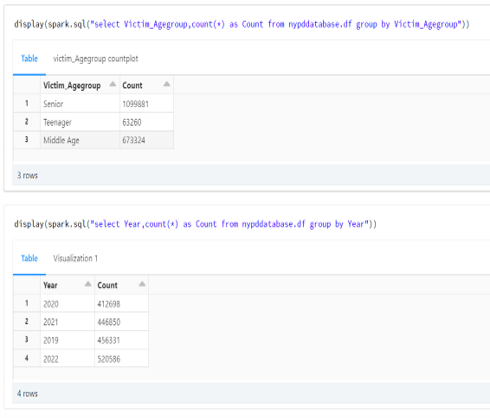 display(spark.sql("select Victim_Agegroup,count(*) as Count from nypddatabase.df group by Victim_Agegroup"))
Table victim_Agegroup countplot
Victim_Agegroup Count
1 Senior 1099881
2 Teenager 63260
3 Middle Age 673324
3 rows
display(spark.sql("select Year,count(*) as Count from nypddatabase.df group by Year"))
Table Visualization 1
Year Count
1 2020 412698
2 2021 446850
3 2019 456331
4 2022 520586
4 rows